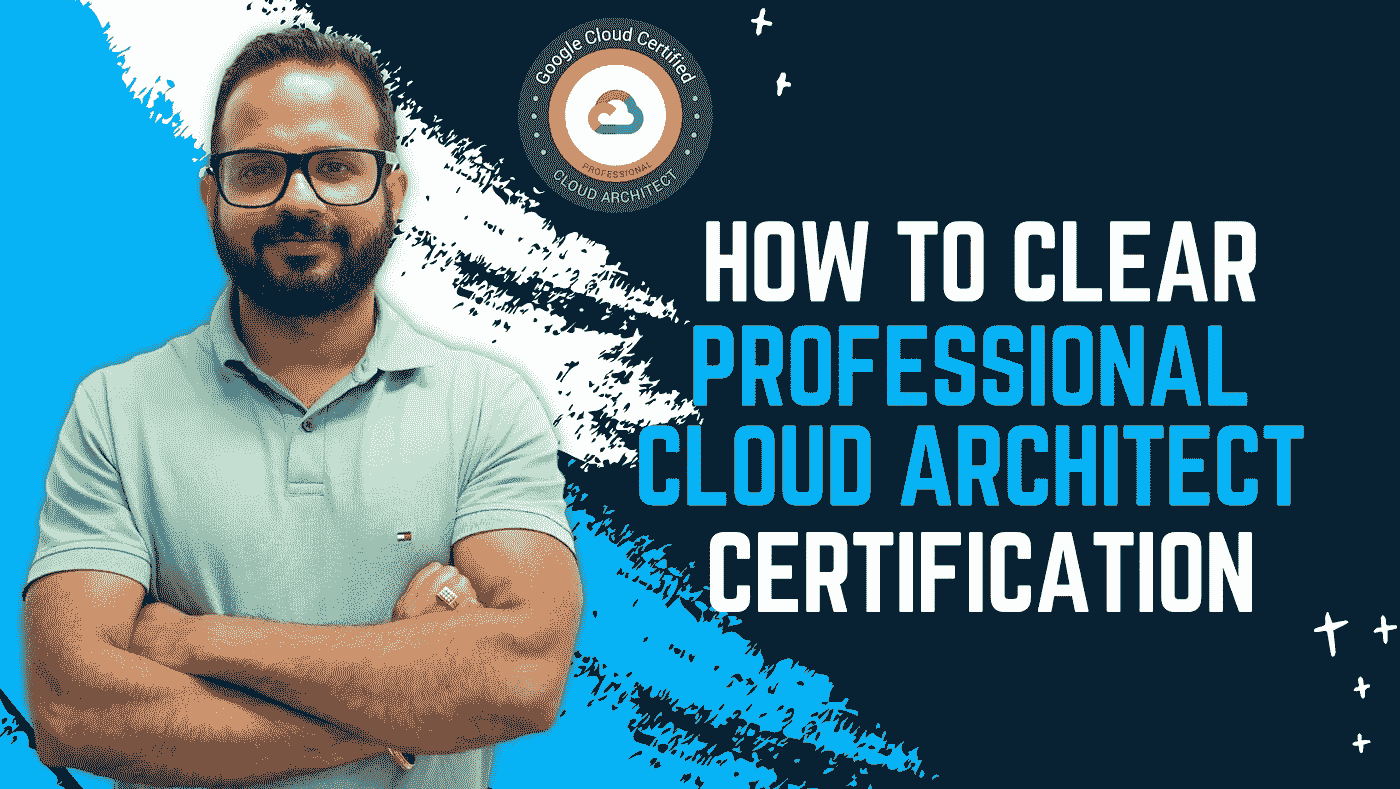 Google Cloud Certified
PROFESSIONAL
CLOUD ARCHITECT
HOW TO CLEAR
PROFESSIONAL
CLOUD ARCHITECT
CERTIFICATION